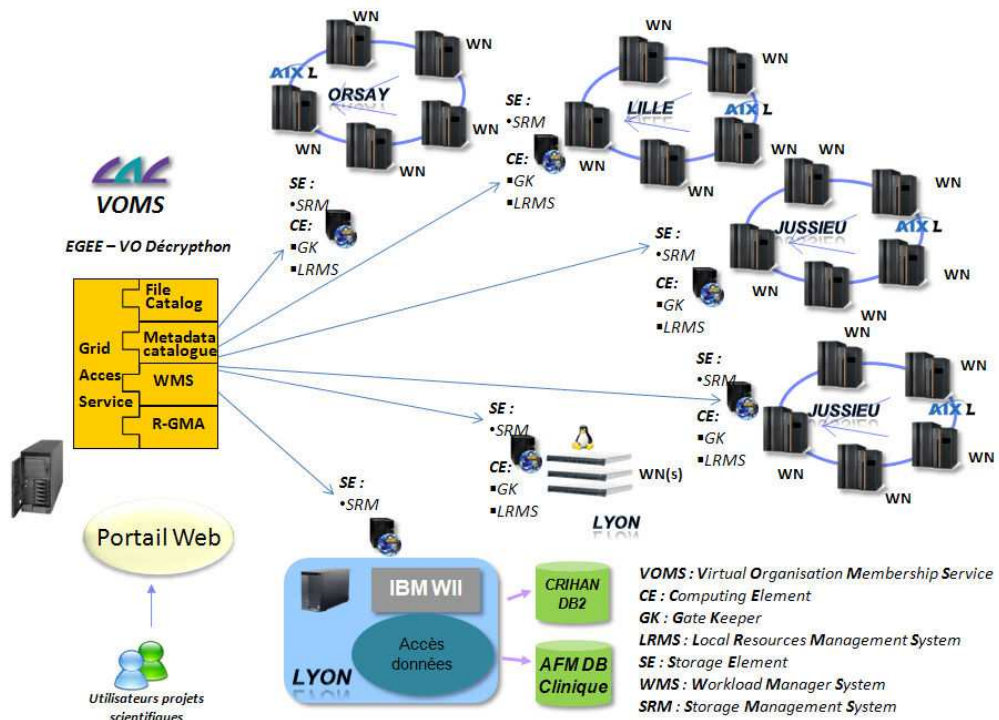 WN
WN
AIX L
ORSAY
WN
WN
WN
SE :
•SRM
CE:
▪GK
▪LRMS
WN
WN
SE :
•SRM
LILLE
AIX L
CE:
▪GK
▪LRMS
WN
WN
WN
WN
WN
WN
SE :
•SRM
JUSSIEU
AIX L
CE:
▪GK
▪LRMS
WN
WN
WN
WN
WN
SE :
•SRM
JUSSIEU
AIX L
CE:
▪GK
▪LRMS
WN
WN
WN
CAC
VOMS
EGEE – VO Décrypthon
Grid
Acces
Service
File
Catalog
Metadata
catalogue
WMS
R-GMA
SE :
•SRM
CE:
▪GK
▪LRMS
WN(s)
LYON
SE :
•SRM
Portail Web
Utilisateurs projets
scientifiques
IBM WII
Accès
données
LYON
CRIHAN
DB2
AFM DB
Clinique
VOMS : Virtual Organisation Membership Service
CE : Computing Element
GK : Gate Keeper
LRMS : Local Resources Management System
SE : Storage Element
WMS : Workload Manager System
SRM : Storage Management System